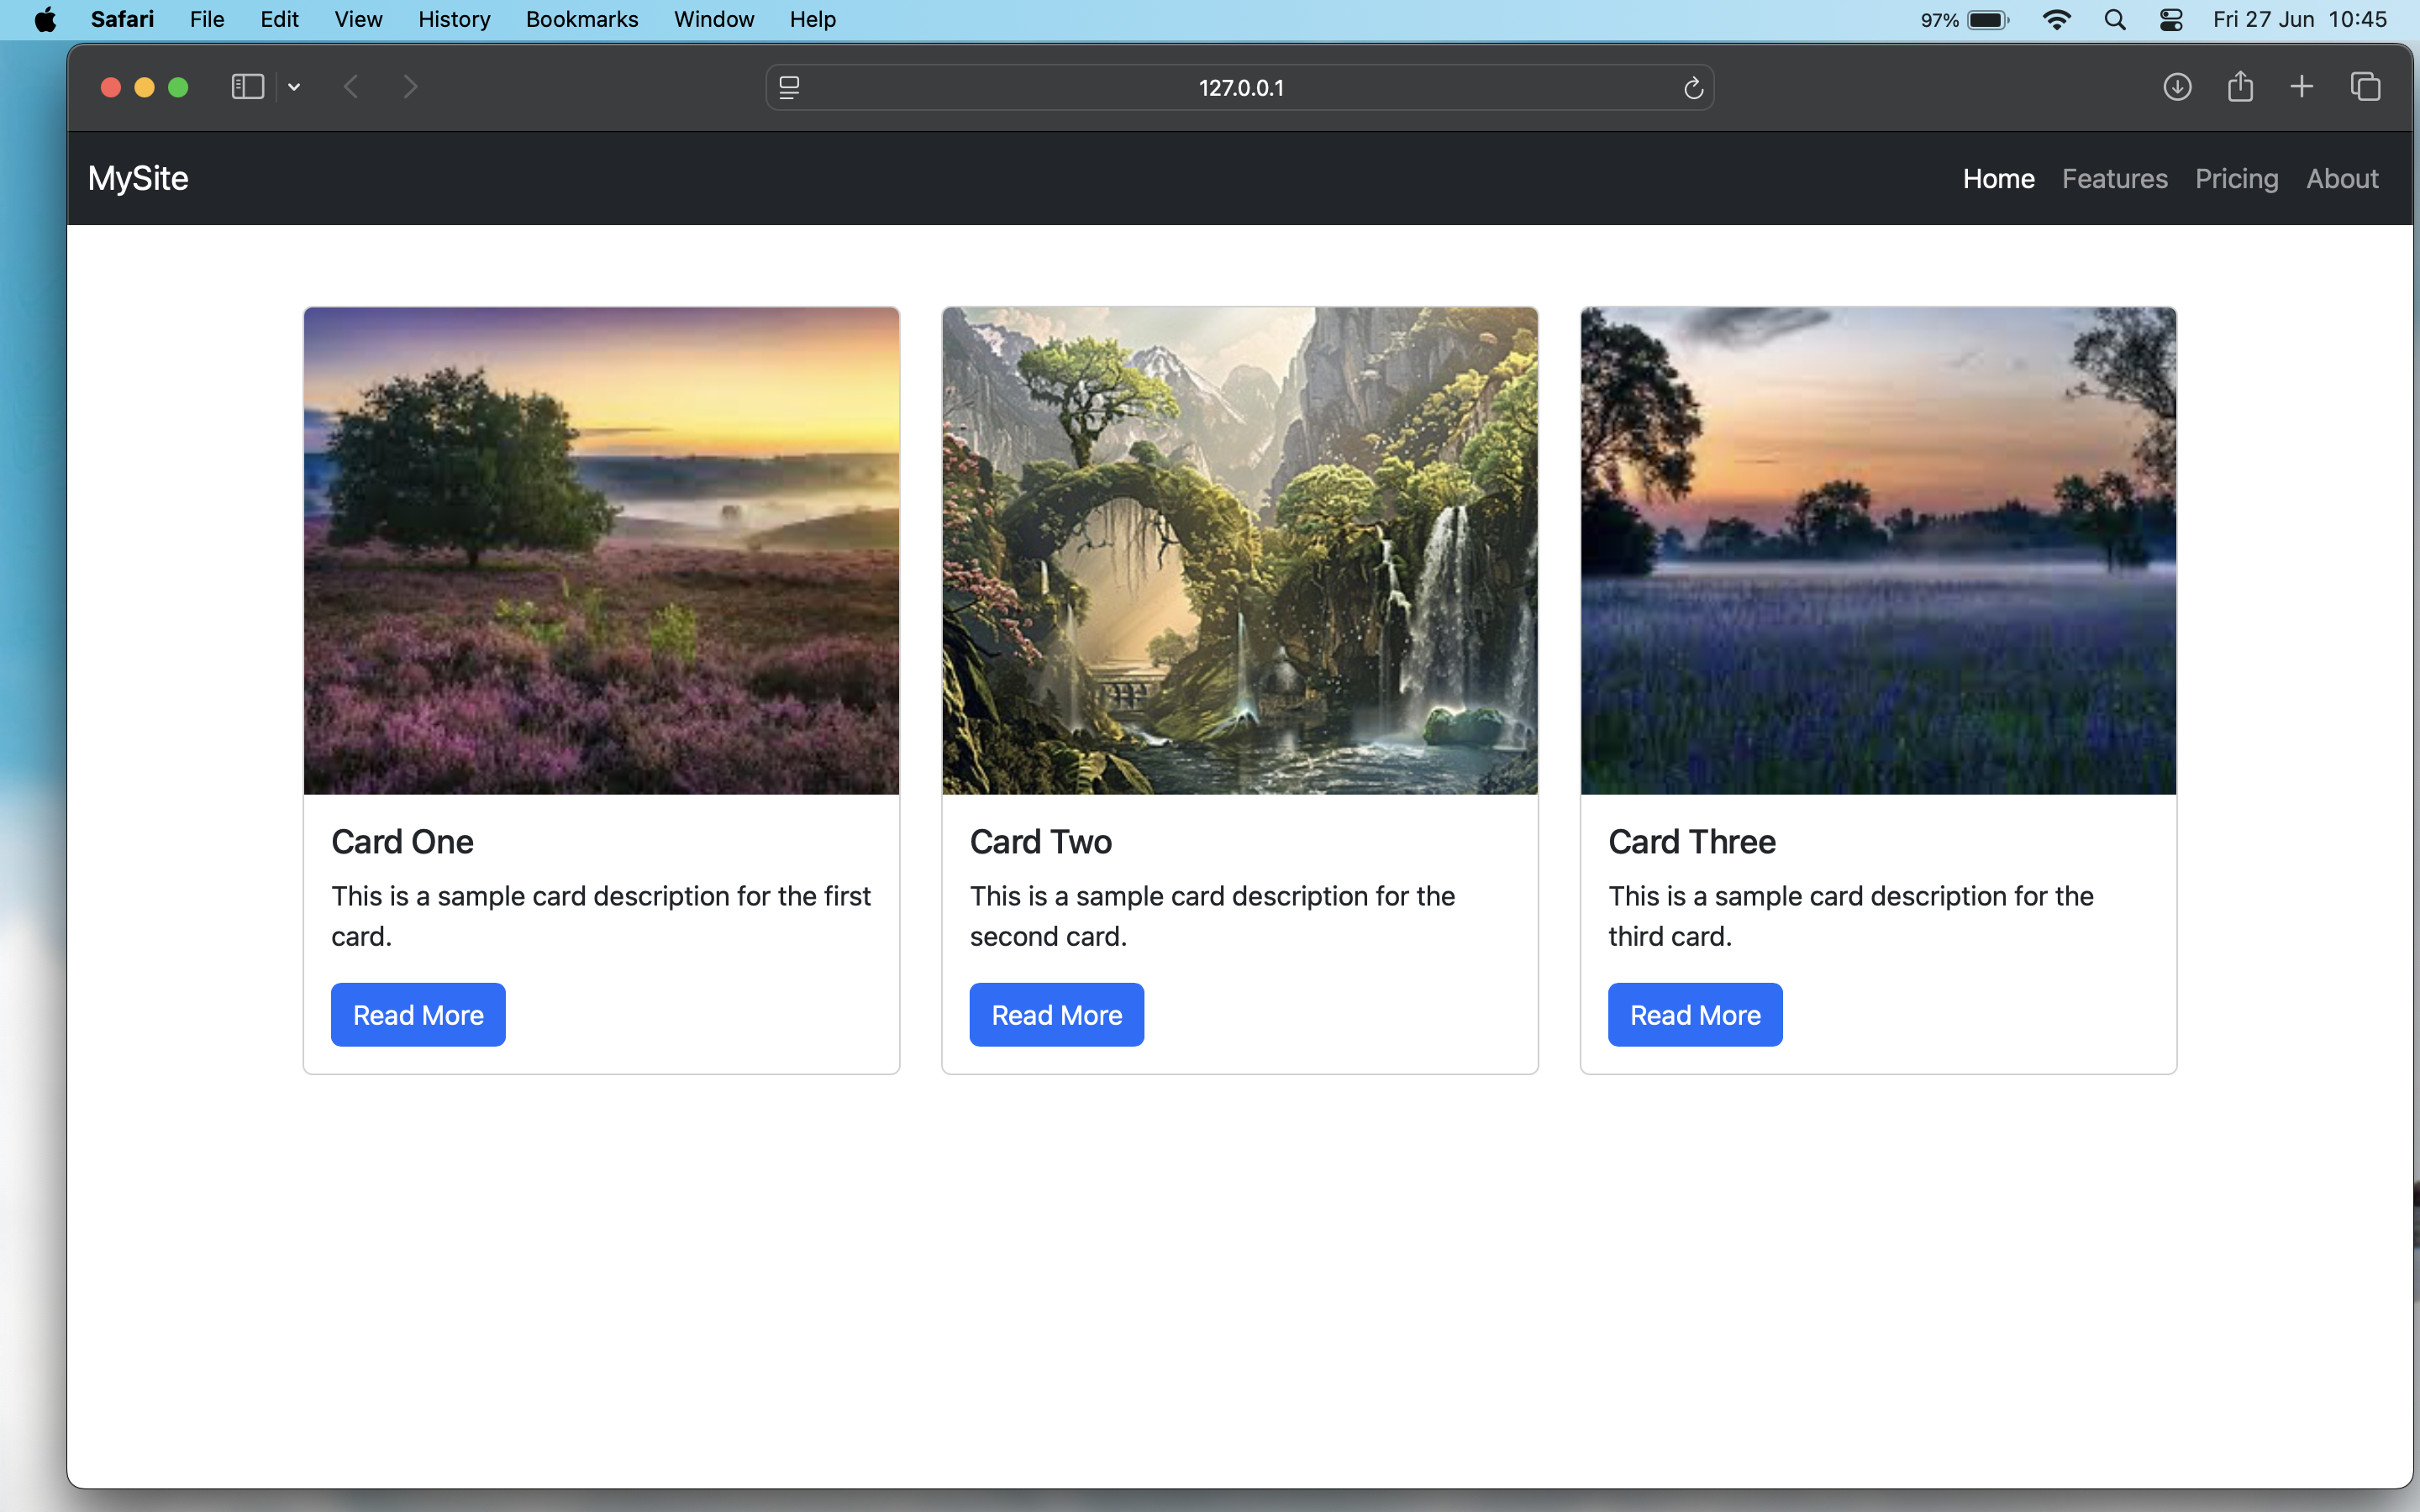 Safari File Edit View History Bookmarks Window Help 97% Fri 27 Jun 10:45
127.0.0.1
MySite Home Features Pricing About
Card One
This is a sample card description for the first
card.
Read More
Card Two
This is a sample card description for the
second card.
Read More
Card Three
This is a sample card description for the
third card.
Read More